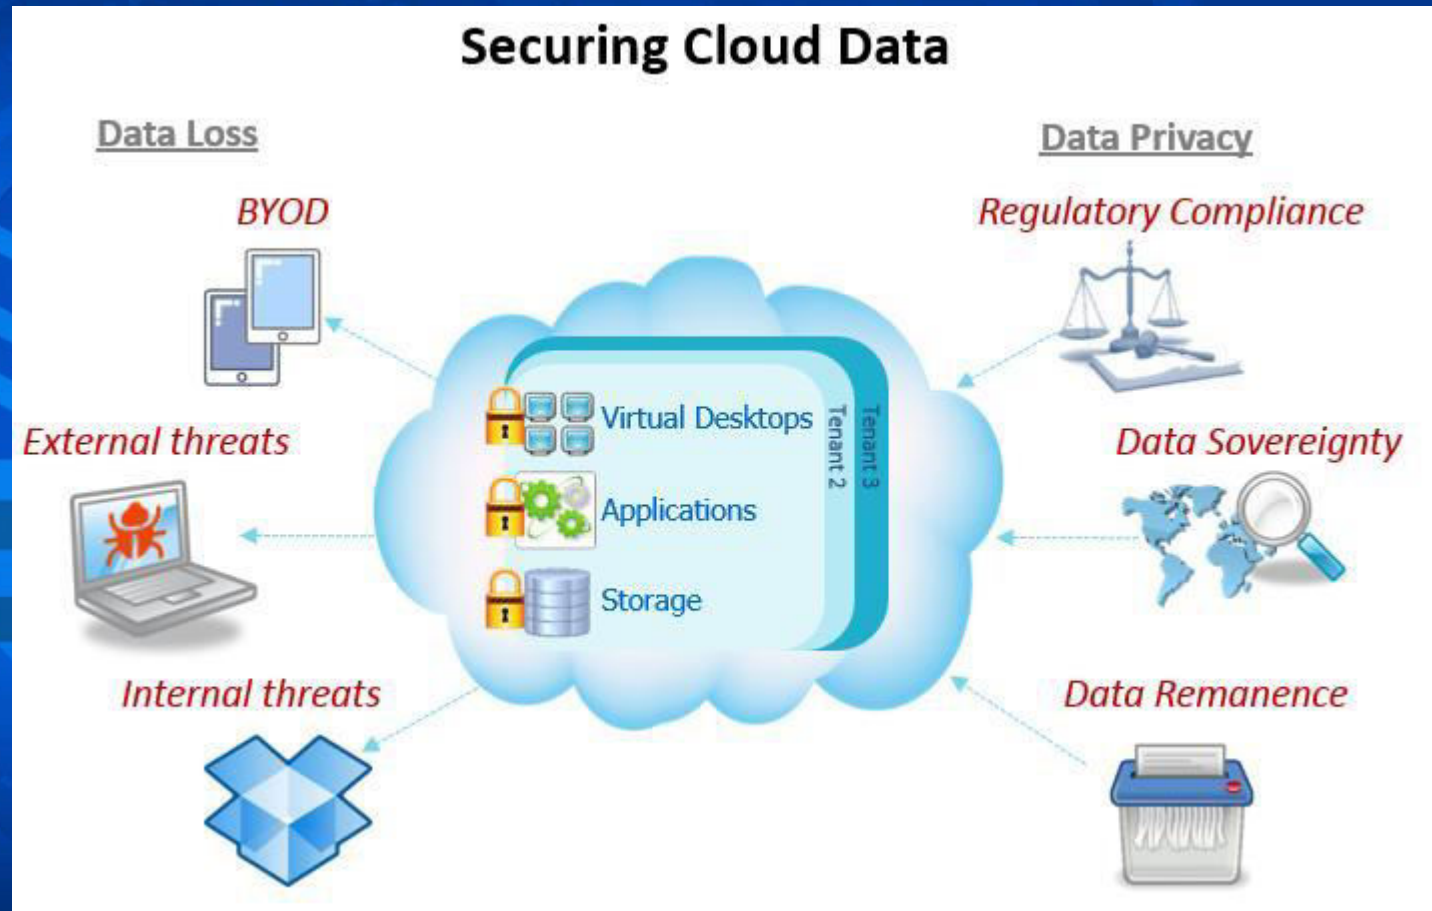 Securing Cloud Data
Data Loss
Data Privacy
BYOD
Regulatory Compliance
External threats
Data Sovereignty
Internal threats
Data Remanence
Virtual Desktops
Applications
Storage
Tenant 2
Tenant 3